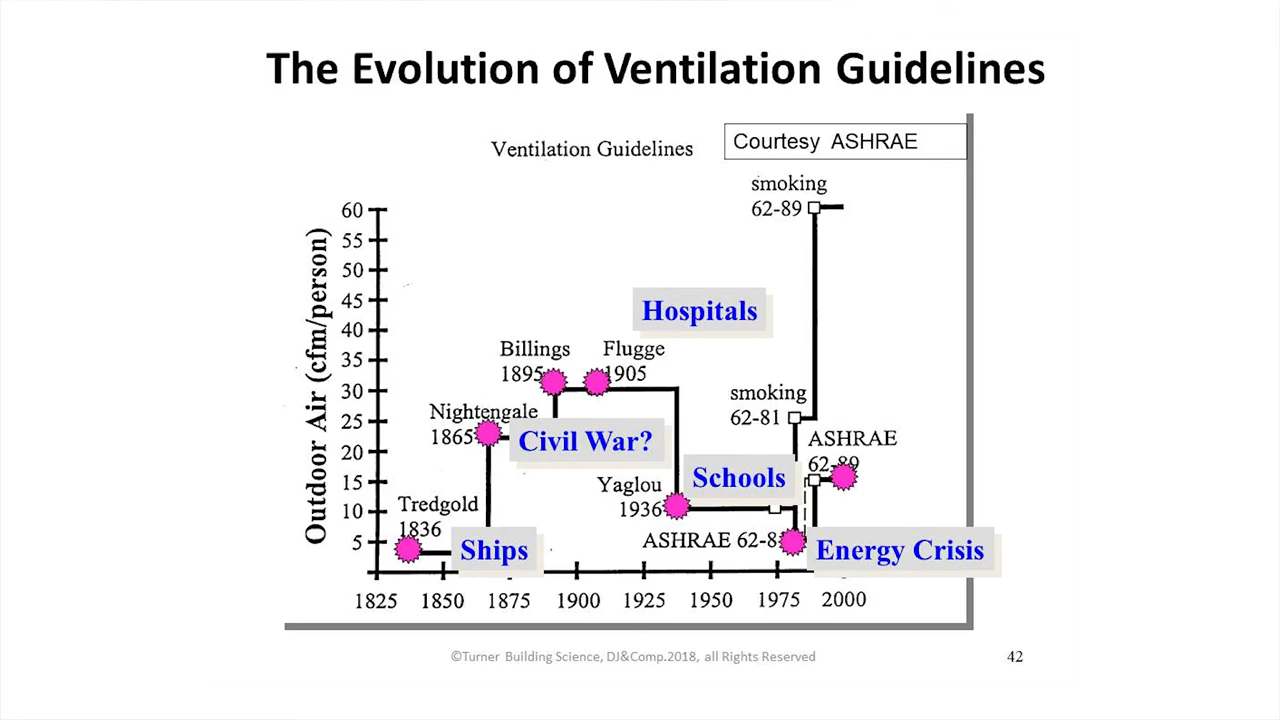 The Evolution of Ventilation Guidelines
Ventilation Guidelines
Courtesy ASHRAE
smoking
62-89
60
55
50
45
40
35
30
25
20
15
10
5
Outdoor Air (cfm/person)
Hospitals
Billings
1895
Flugge
1905
smoking
62-81
Nightengale
1865
Civil War?
ASHRAE
62-89
Schools
Yaglou
1936
Tredgold
1836
ASHRAE 62-8
Ships
Energy Crisis
1825 1850 1875 1900 1925 1950 1975 2000
©Turner Building Science, DJ&Comp.2018, all Rights Reserved
42